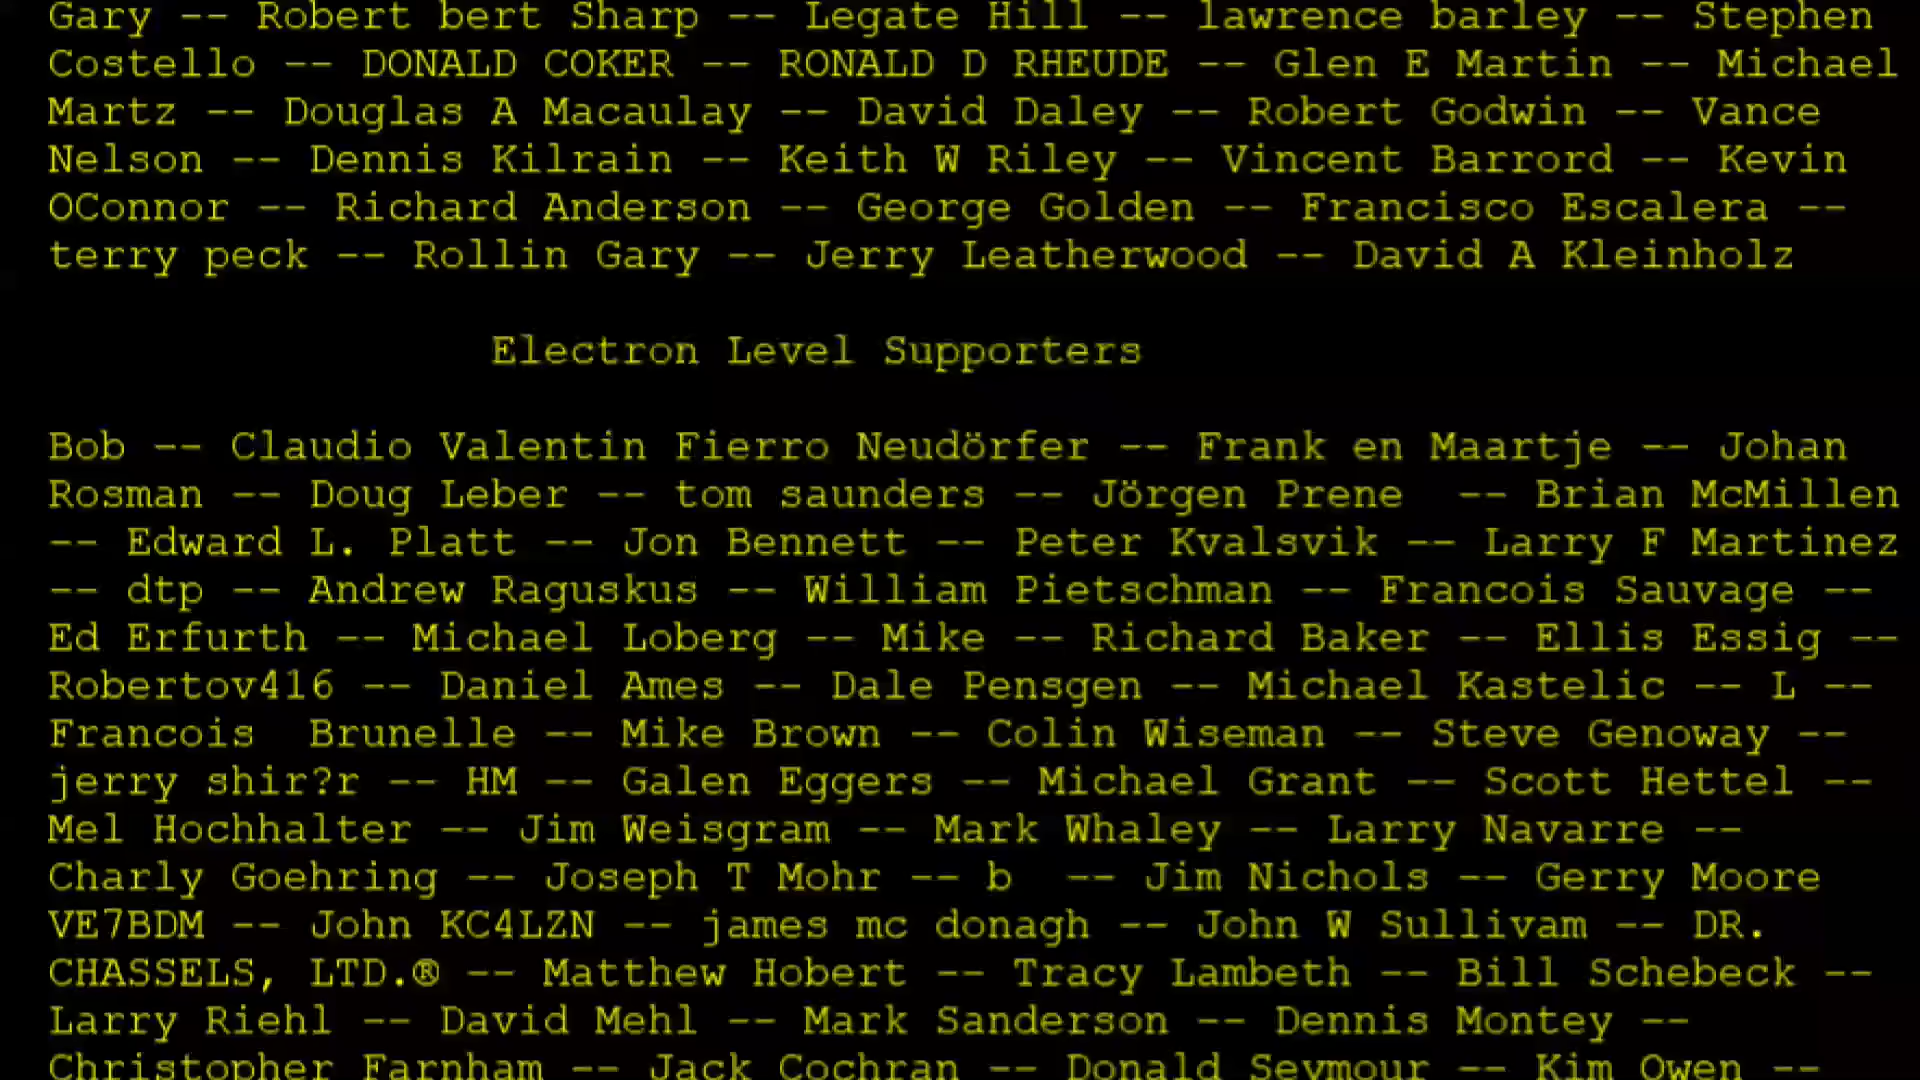 Gary -- Robert bert Sharp -- Legate Hill -- lawrence barley -- Stephen
Costello -- DONALD COKER -- RONALD D RHEUDE -- Glen E Martin -- Michael
Martz -- Douglas A Macaulay -- David Daley -- Robert Godwin -- Vance
Nelson -- Dennis Kilrain -- Keith W Riley -- Vincent Barrord -- Kevin
OConnor -- Richard Anderson -- George Golden -- Francisco Escalera --
terry peck -- Rollin Gary -- Jerry Leatherwood -- David A Kleinholz
Electron Level Supporters
Bob -- Claudio Valentin Fierro Neudörfer -- Frank en Maartje -- Johan
Rosman -- Doug Leber -- tom saunders -- Jörgen Prene -- Brian McMillen
-- Edward L. Platt -- Jon Bennett -- Peter Kvalsvik -- Larry F Martinez
-- dtp -- Andrew Raguskus -- William Pietschman -- Francois Sauvage --
Ed Erfurth -- Michael Loberg -- Mike -- Richard Baker -- Ellis Essig --
Robertov416 -- Daniel Ames -- Dale Pensgen -- Michael Kastelic -- L --
Francois Brunelle -- Mike Brown -- Colin Wiseman -- Steve Genoway --
jerry shir?r -- HM -- Galen Eggers -- Michael Grant -- Scott Hettel --
Mel Hochhalter -- Jim Weisgram -- Mark Whaley -- Larry Navarre --
Charly Goehring -- Joseph T Mohr -- b -- Jim Nichols -- Gerry Moore
VE7BDM -- John KC4LZN -- james mc donagh -- John W Sullivam -- DR.
CHASSELS, LTD.® -- Matthew Hobert -- Tracy Lambeth -- Bill Schebeck --
Larry Riehl -- David Mehl -- Mark Sanderson -- Dennis Montey --
Christopher Farnham -- Jack Cochran -- Donald Seymour -- Kim Owen --